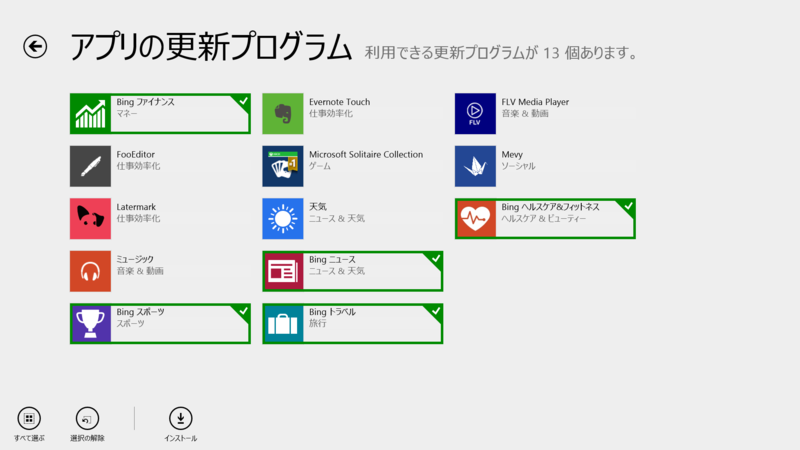 アプリの更新プログラム 利用できる更新プログラムが 13 個あります。
Bing ファイナンス
マネー
Evernote Touch
仕事効率化
FLV
FLV Media Player
音楽 & 動画
FooEditor
仕事効率化
Microsoft Solitaire Collection
ゲーム
Mevy
ソーシャル
Latermark
仕事効率化
天気
ニュース & 天気
Bing ヘルスケア&フィットネス
ヘルスケア & ビューティー
ミュージック
音楽 & 動画
Bing ニュース
ニュース & 天気
Bing スポーツ
スポーツ
Bing トラベル
旅行
すべて選ぶ
選択の解除
インストール